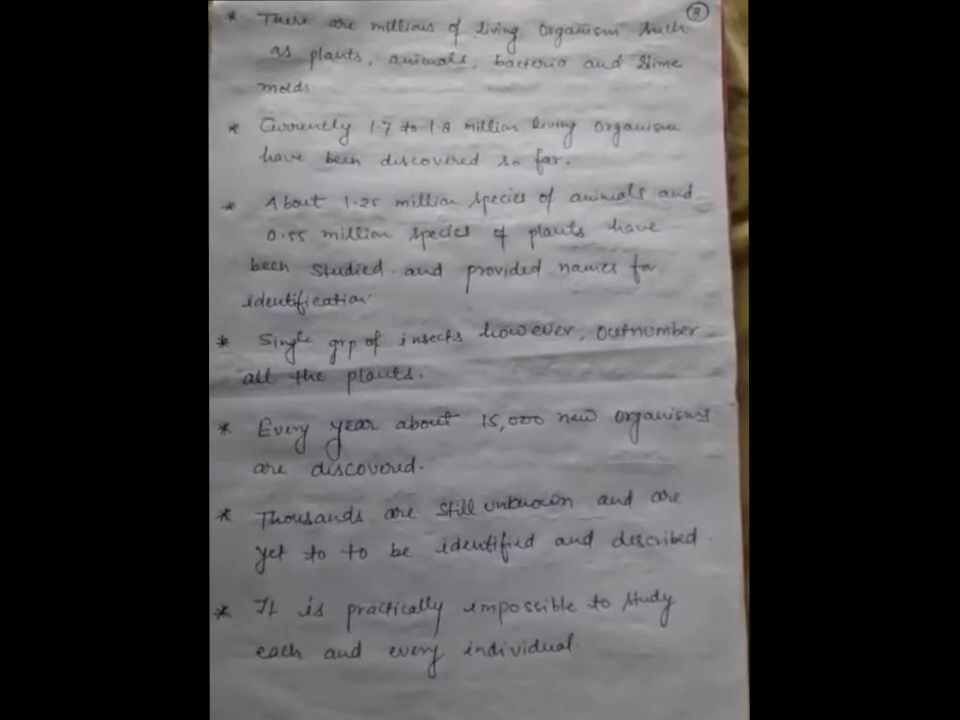 (8)
* There are millions of living organism such
as plants, animals, bacteria and slime
molds
* Currently 1.7 to 1.8 million living organism
have been discovered so far.
* About 1.25 million species of animals and
0.55 million species of plants have
been studied and provided names for
identification.
* Single grp of insects however, outnumber
all the plants.
* Every year about 15,000 new organisms
are discovered.
* Thousands are still unknown and are
yet to to be identified and described.
* It is practically impossible to study
each and every individual.